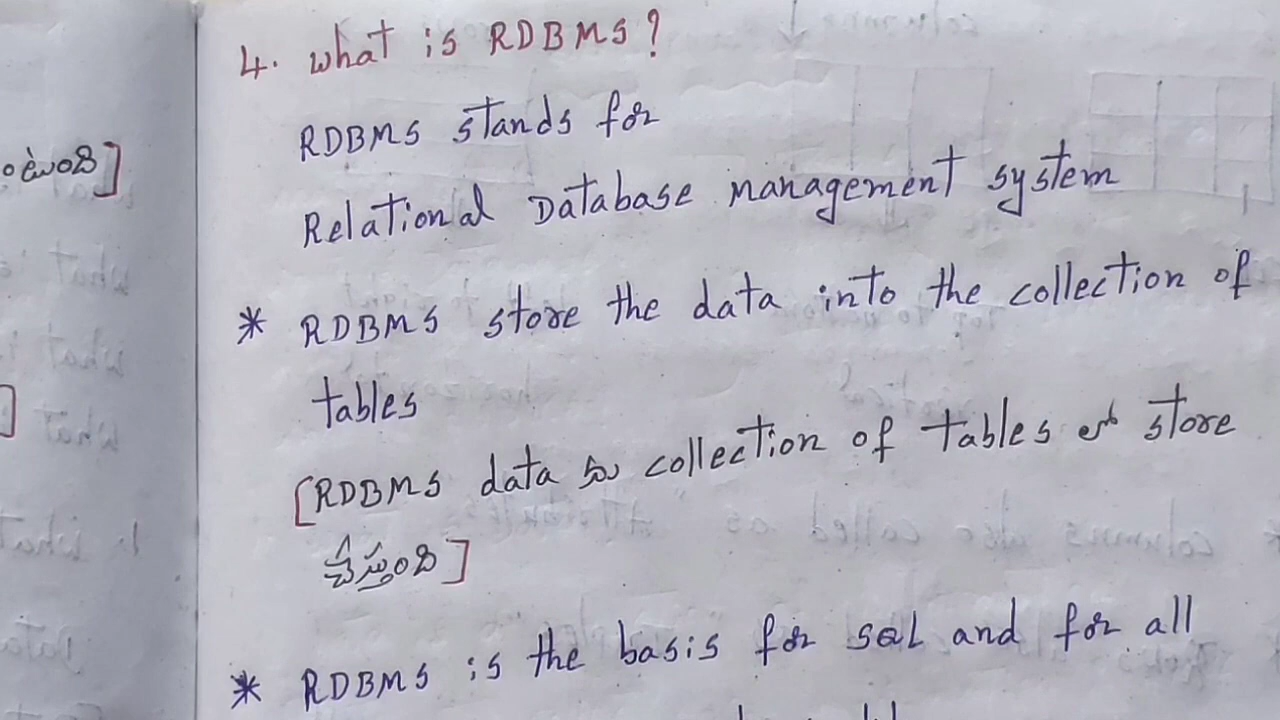 4. what is RDBMS?
RDBMS stands for
Relational Database management system
* RDBMS store the data into the collection of
tables
[RDBMS data ను collection of tables లో store
చేస్తుంది]
* RDBMS is the basis for SQL and for all